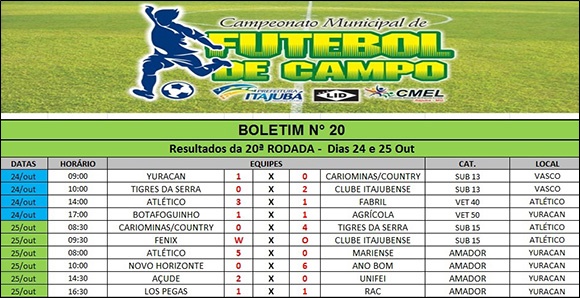 Campeonato Municipal de
FUTEBOL
DE CAMPO
PREFEITURA
ITAJUBÁ
LID
CMEL
BOLETIM N° 20
Resultados da 20ª RODADA - Dias 24 e 25 Out
DATAS HORÁRIO EQUIPES CAT. LOCAL
24/out 09:00 YURACAN 1 X 0 CARIOMINAS/COUNTRY SUB 13 VASCO
24/out 10:00 TIGRES DA SERRA 0 X 2 CLUBE ITAJUBENSE SUB 13 VASCO
24/out 14:00 ATLÉTICO 3 X 1 FABRIL VET 40 ATLÉTICO
24/out 17:00 BOTAFOGUINHO 1 X 1 AGRÍCOLA VET 50 YURACAN
25/out 08:30 CARIOMINAS/COUNTRY 0 X 4 TIGRES DA SERRA SUB 15 ATLÉTICO
25/out 09:30 FENIX W X O CLUBE ITAJUBENSE SUB 15 ATLÉTICO
25/out 08:00 ATLÉTICO 5 X 0 MARIENSE AMADOR YURACAN
25/out 10:00 NOVO HORIZONTE 0 X 6 ANO BOM AMADOR YURACAN
25/out 14:30 AÇUDE 2 X 0 UNIFEI AMADOR YURACAN
25/out 16:30 LOS PEGAS 1 X 1 RAC AMADOR YURACAN